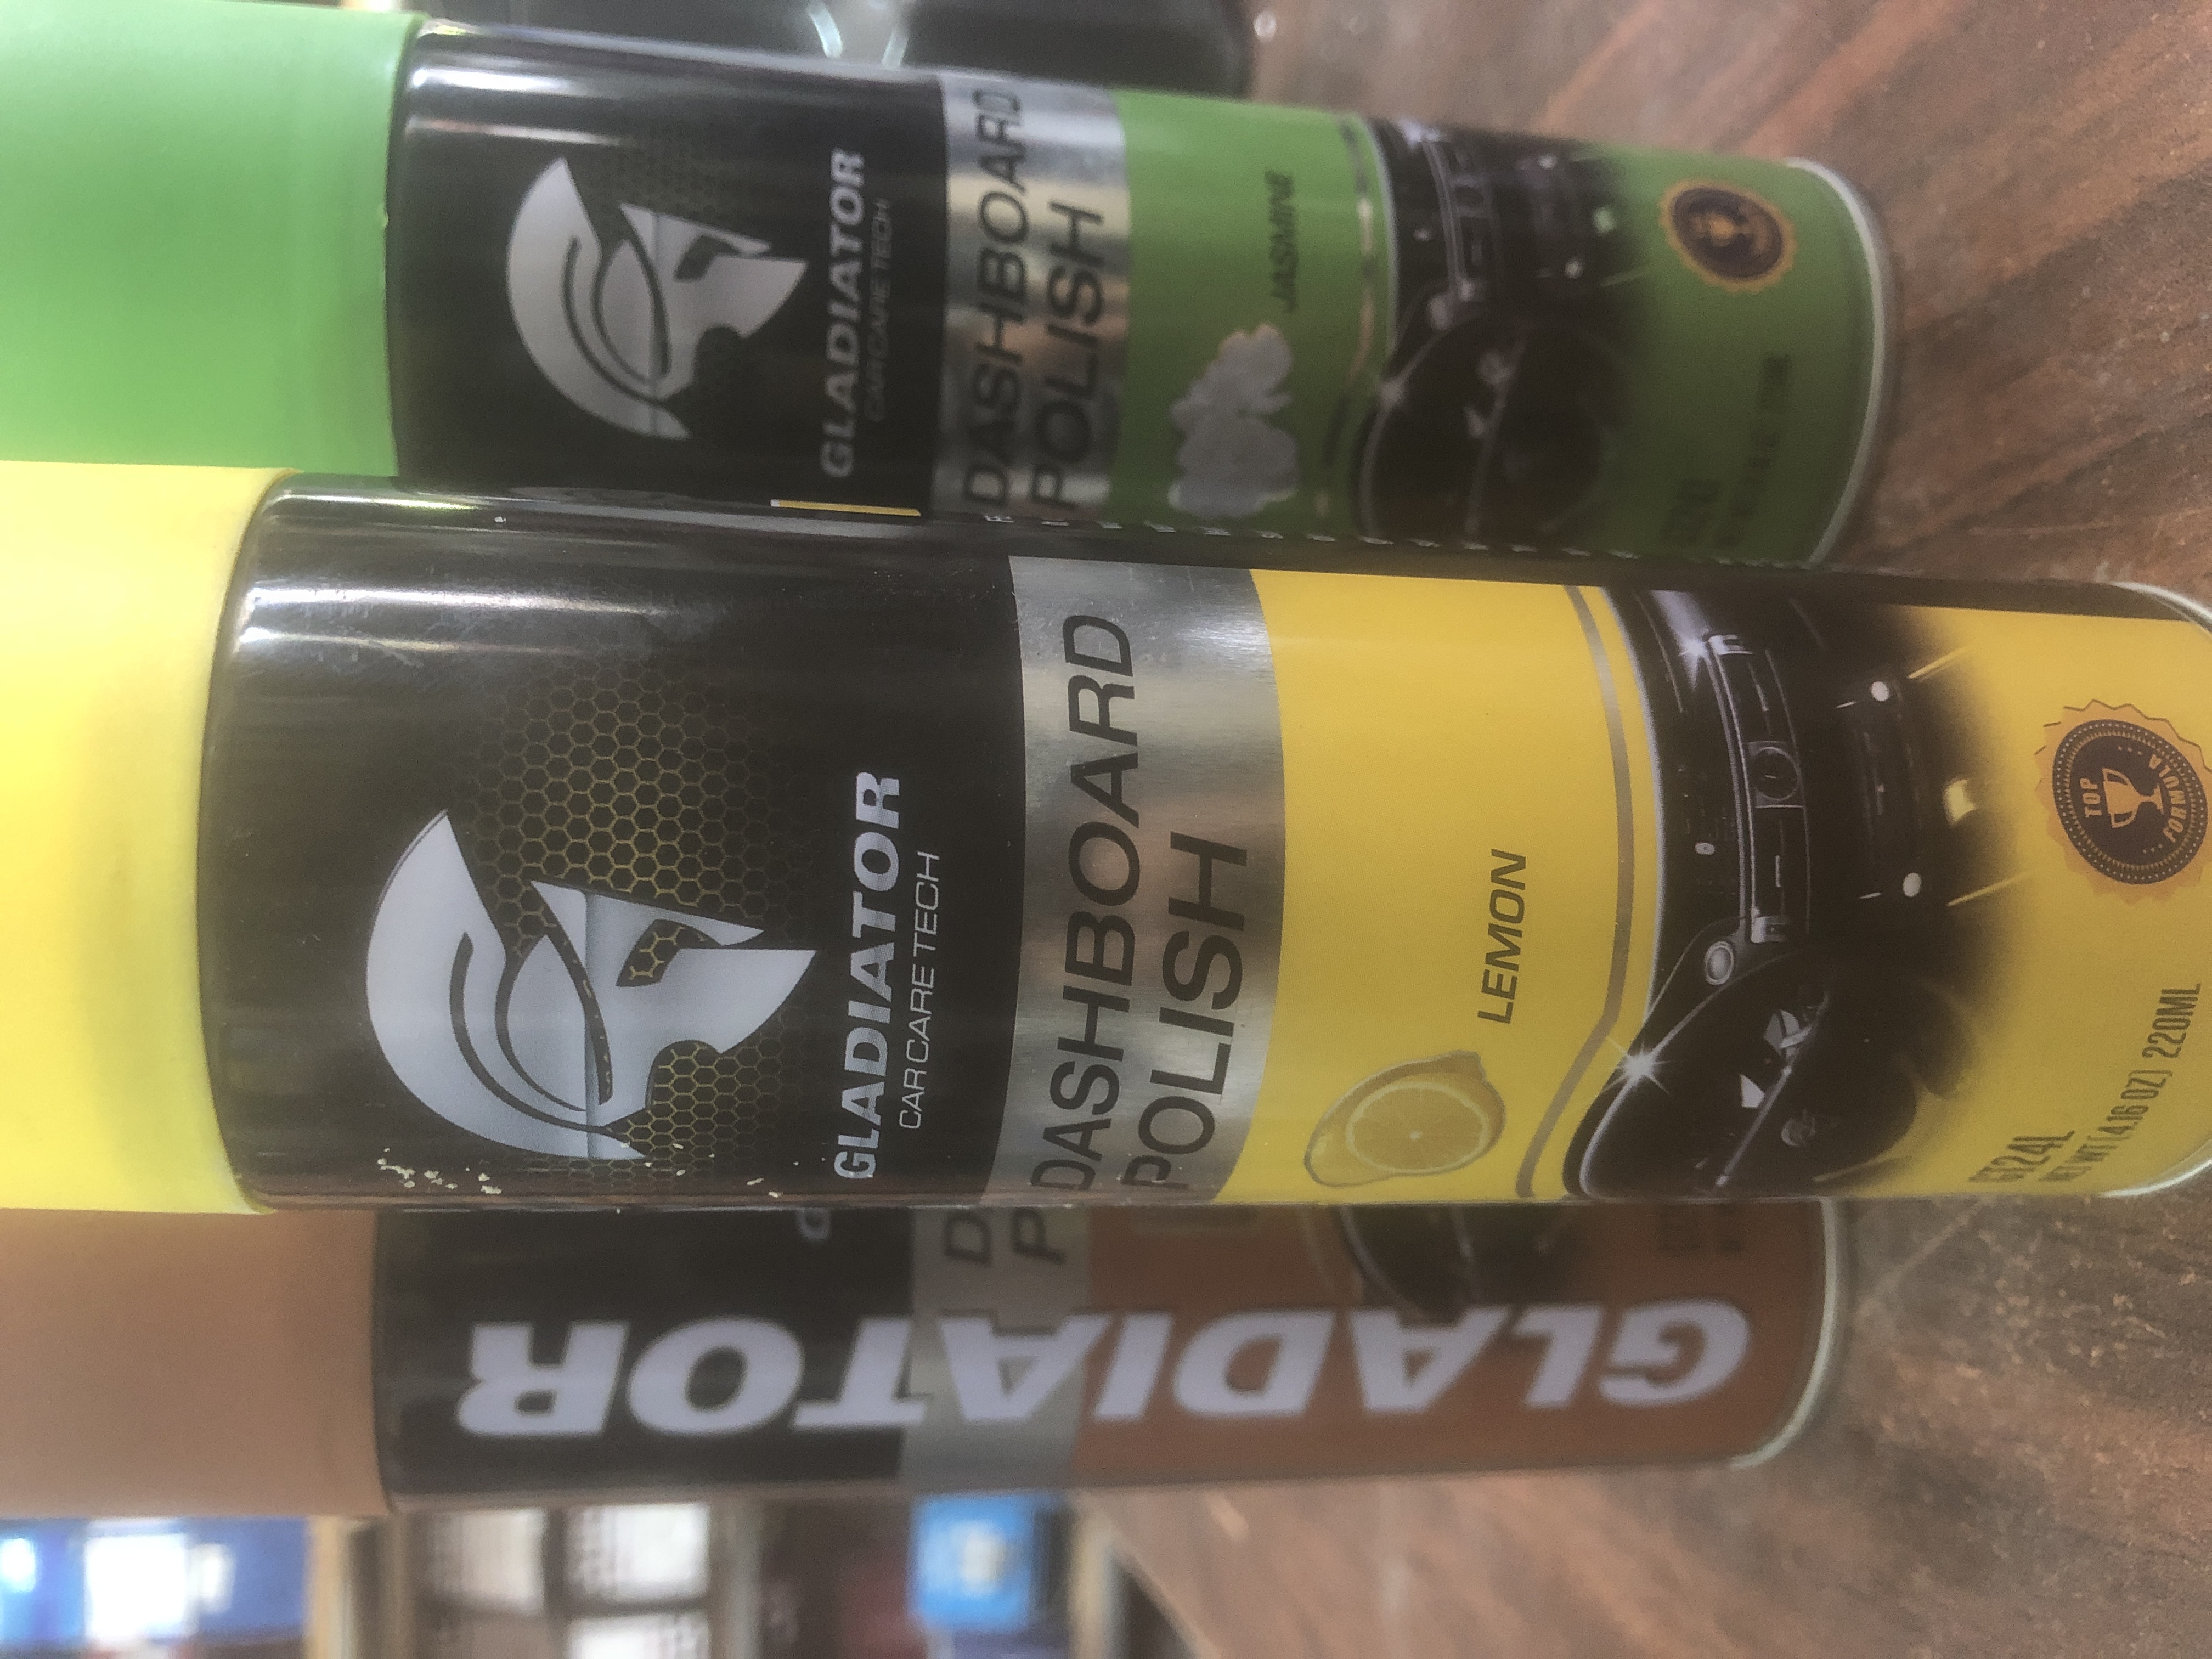 GLADIATOR
CAR CARE TECH
DASHBOARD
POLISH
LEMON
TOP
FORMULA
GT24L
NET WT (4.16 OZ) 220ML
GLADIATOR
CAR CARE TECH
DASHBOARD
POLISH
JASMINE
GLADIATOR